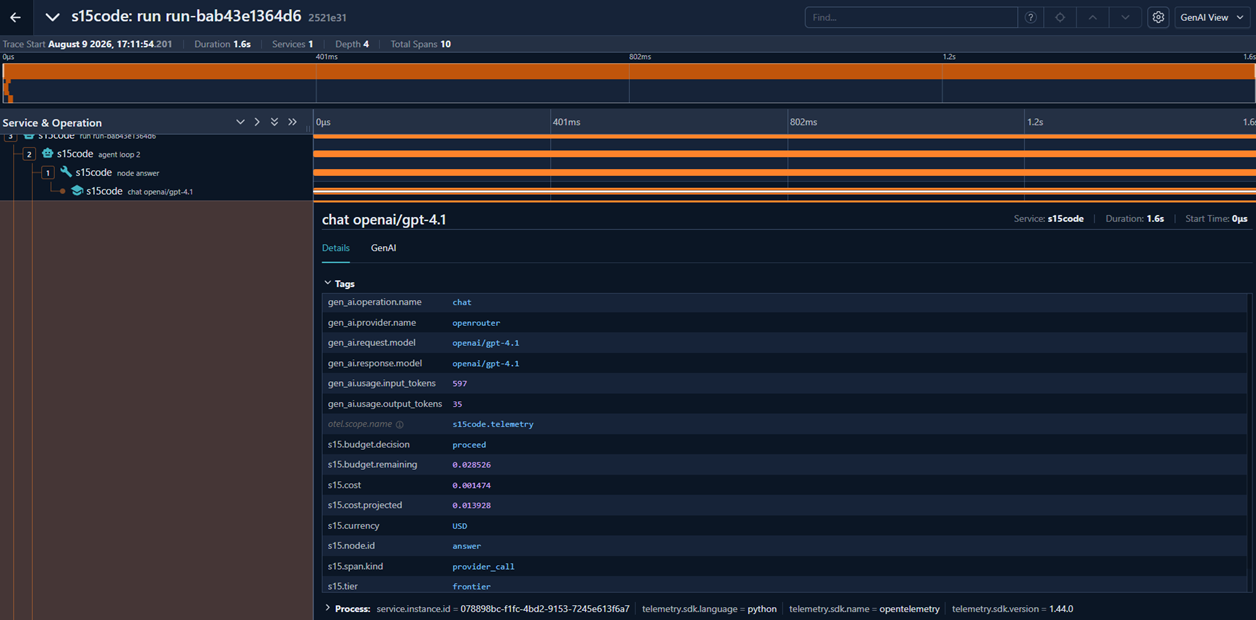 s15code: run run-bab43e1364d6 2521e31
Find...
GenAI View
Trace Start August 9 2026, 17:11:54.201 Duration 1.6s Services 1 Depth 4 Total Spans 10
0μs 401ms 802ms 1.2s 1.6s
Service & Operation 0μs 401ms 802ms 1.2s 1.6s
3 s15code run run-bab43e1364d6
2 s15code agent loop 2
1 s15code node answer
s15code chat openai/gpt-4.1
chat openai/gpt-4.1 Service: s15code Duration: 1.6s Start Time: 0μs
Details GenAI
Tags
gen_ai.operation.name chat
gen_ai.provider.name openrouter
gen_ai.request.model openai/gpt-4.1
gen_ai.response.model openai/gpt-4.1
gen_ai.usage.input_tokens 597
gen_ai.usage.output_tokens 35
otel.scope.name s15code.telemetry
s15.budget.decision proceed
s15.budget.remaining 0.028526
s15.cost 0.001474
s15.cost.projected 0.013928
s15.currency USD
s15.node.id answer
s15.span.kind provider_call
s15.tier frontier
Process: service.instance.id = 078898bc-f1fc-4bd2-9153-7245e613f6a7 telemetry.sdk.language = python telemetry.sdk.name = opentelemetry telemetry.sdk.version = 1.44.0